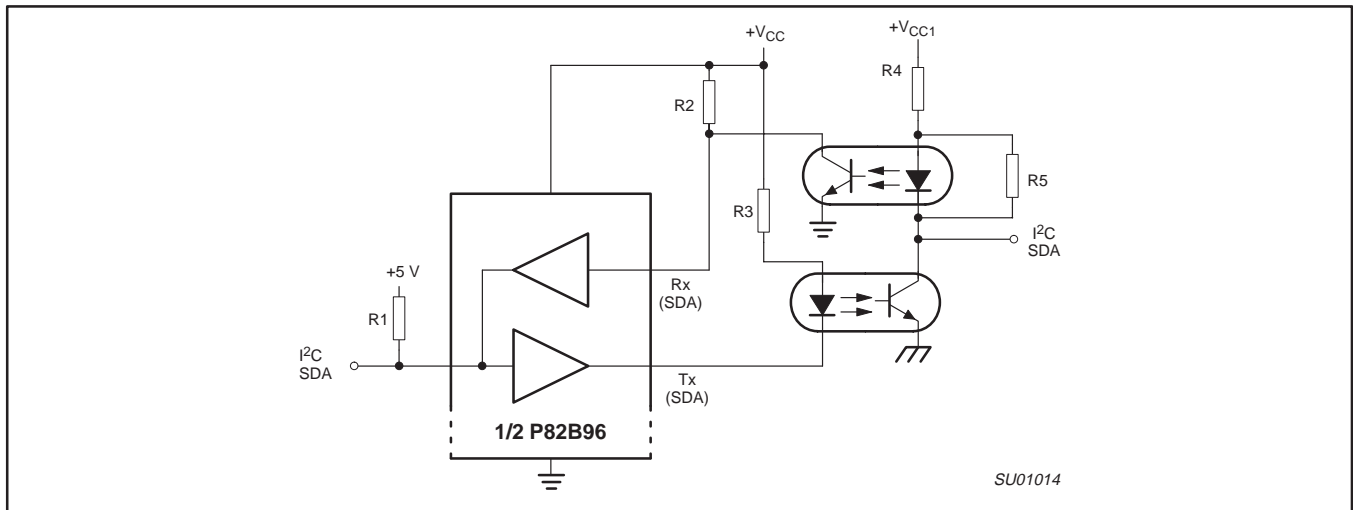 +VCC
+VCC1
R4
R2
R5
R3
I2C
SDA
+5 V
Rx
(SDA)
R1
I2C
SDA
Tx
(SDA)
1/2 P82B96
SU01014